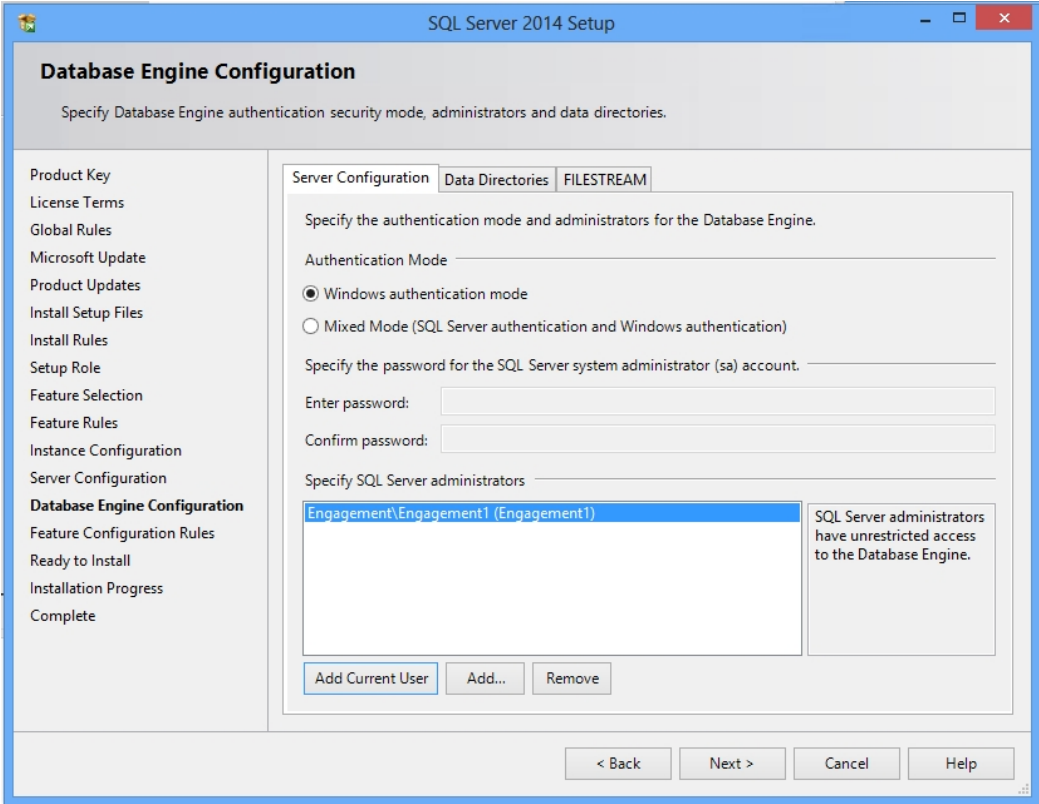 SQL Server 2014 Setup
Database Engine Configuration
Specify Database Engine authentication security mode, administrators and data directories.
Product Key
License Terms
Global Rules
Microsoft Update
Product Updates
Install Setup Files
Install Rules
Setup Role
Feature Selection
Feature Rules
Instance Configuration
Server Configuration
Database Engine Configuration
Feature Configuration Rules
Ready to Install
Installation Progress
Complete
Server Configuration Data Directories FILESTREAM
Specify the authentication mode and administrators for the Database Engine.
Authentication Mode
Windows authentication mode
Mixed Mode (SQL Server authentication and Windows authentication)
Specify the password for the SQL Server system administrator (sa) account.
Enter password:
Confirm password:
Specify SQL Server administrators
Engagement\Engagement1 (Engagement1)
SQL Server administrators
have unrestricted access
to the Database Engine.
Add Current User Add... Remove
< Back Next > Cancel Help